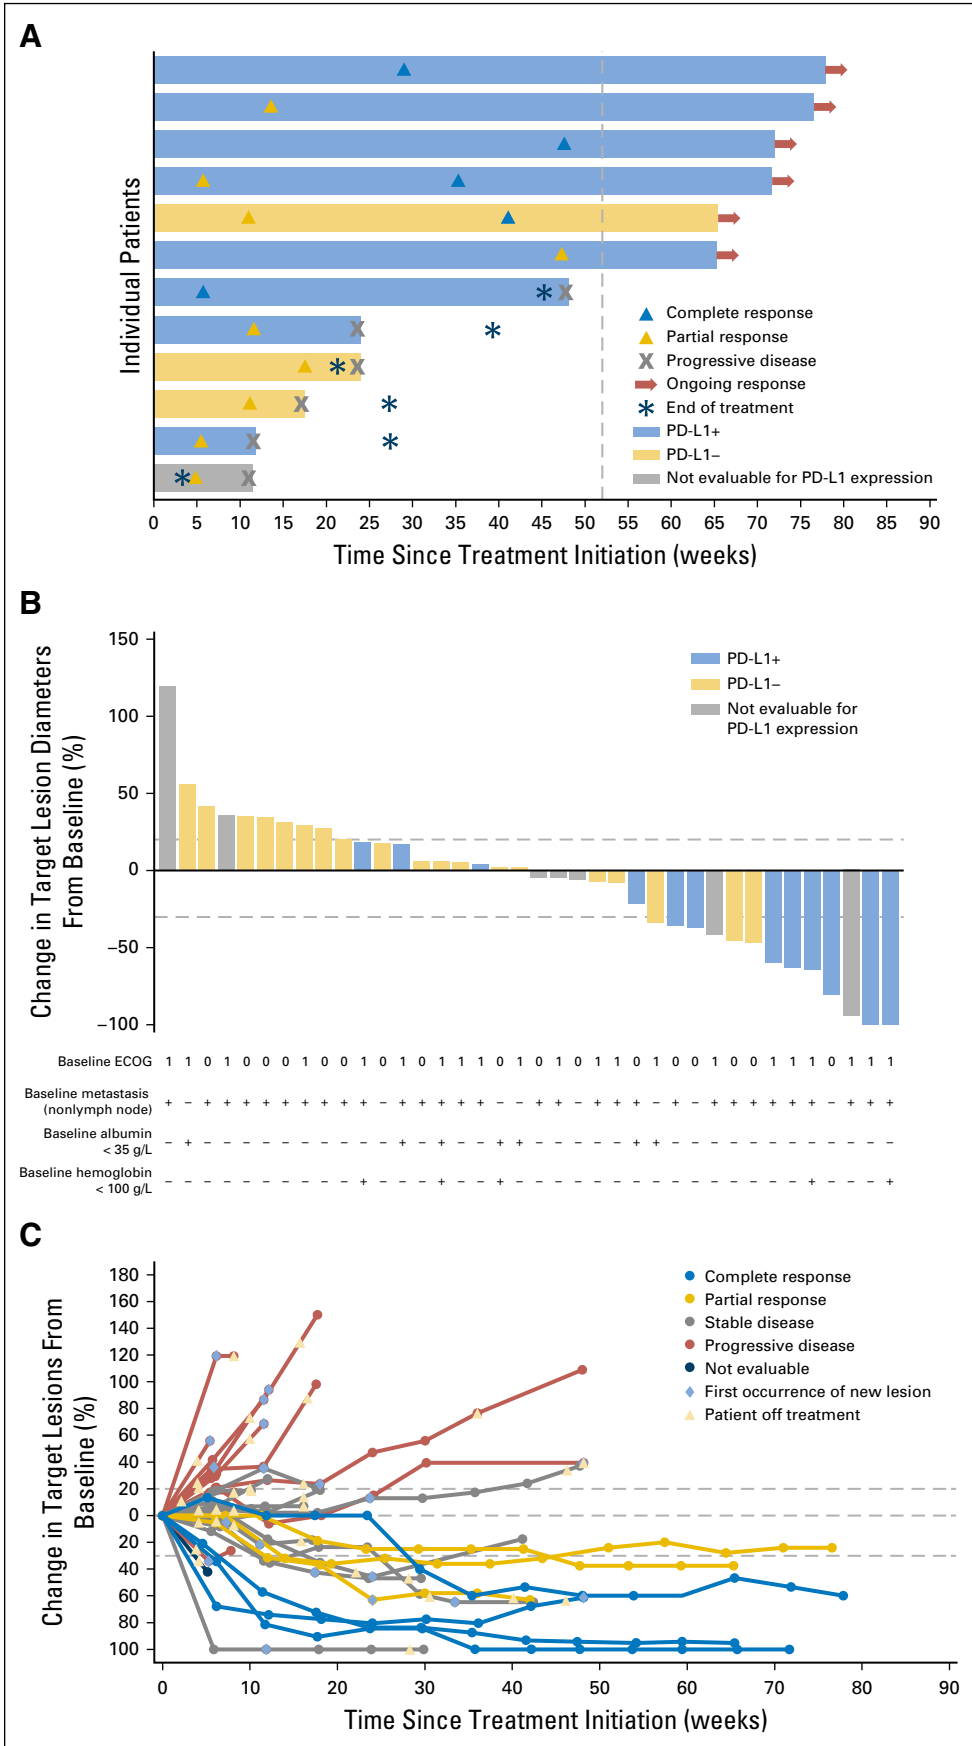 A
Individual Patients
Complete response
Partial response
Progressive disease
Ongoing response
End of treatment
PD-L1+
PD-L1–
Not evaluable for PD-L1 expression
0 5 10 15 20 25 30 35 40 45 50 55 60 65 70 75 80 85 90
Time Since Treatment Initiation (weeks)
B
Change in Target Lesion Diameters
From Baseline (%)
150
100
50
0
–50
–100
PD-L1+
PD-L1–
Not evaluable for
PD-L1 expression
Baseline ECOG 1 1 0 1 0 0 0 1 0 0 1 0 1 0 1 1 1 0 1 0 1 0 1 1 0 1 0 0 1 0 0 1 1 1 0 1 1 1
Baseline metastasis
(nonlymph node) + – + + + + + + + + + – + + + + + – – + + – + + + – + – + + + + + + – + + +
Baseline albumin
< 35 g/L – + – – – – – – – – – – + – + – – + + – – – – – + + – – – – – – – – – – – –
Baseline hemoglobin
< 100 g/L – – – – – – – – – – + – – – + – – + – – – – – – – – – – – – – – – + – – – +
C
Change in Target Lesions From
Baseline (%)
180
160
140
120
100
80
60
40
20
0
20
40
60
80
100
Complete response
Partial response
Stable disease
Progressive disease
Not evaluable
First occurrence of new lesion
Patient off treatment
0 10 20 30 40 50 60 70 80 90
Time Since Treatment Initiation (weeks)